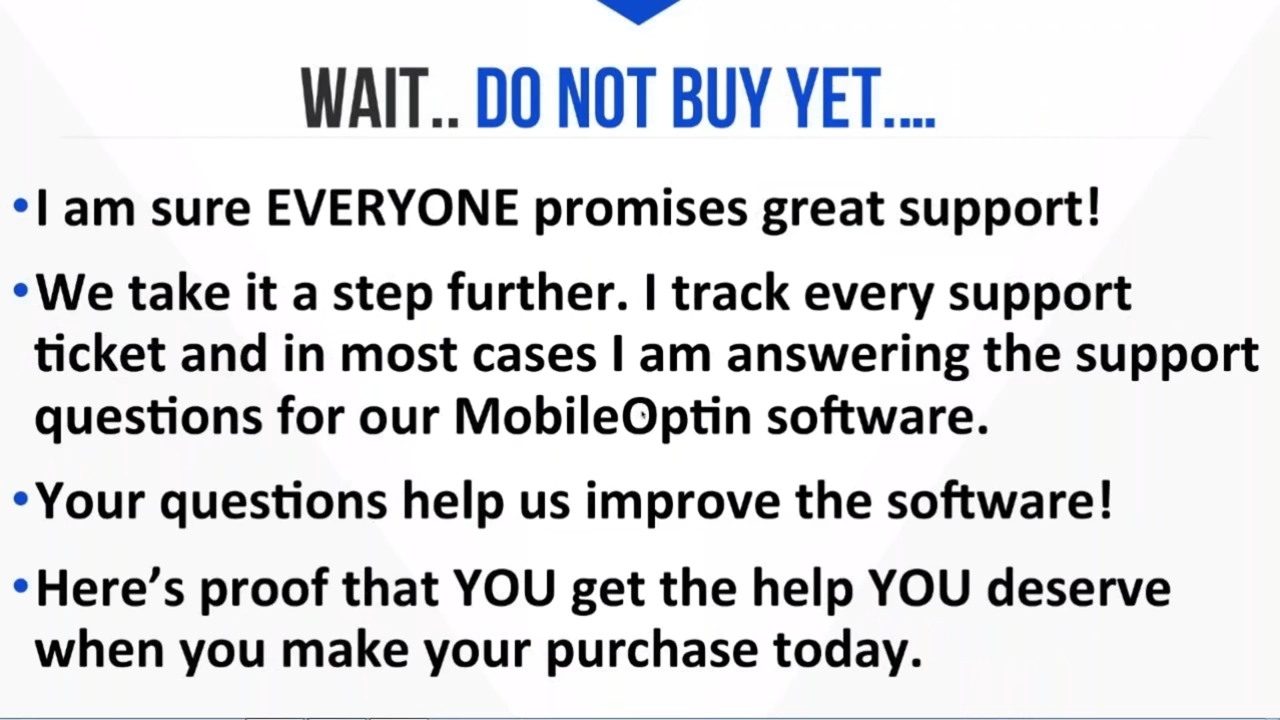 WAIT.. DO NOT BUY YET....
•I am sure EVERYONE promises great support!
•We take it a step further. I track every support
ticket and in most cases I am answering the support
questions for our MobileOptin software.
•Your questions help us improve the software!
•Here’s proof that YOU get the help YOU deserve
when you make your purchase today.